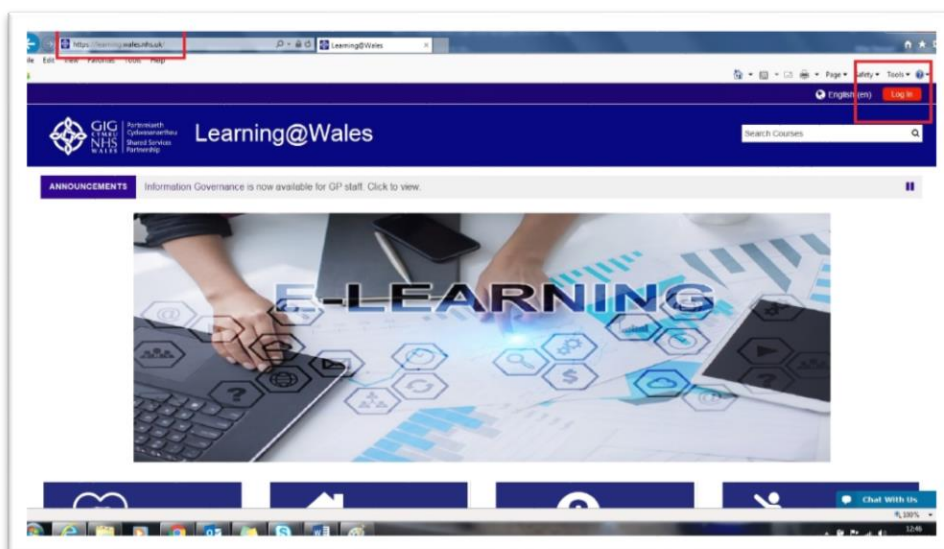 https://learning.wales.nhs.uk/
Learning@Wales
Edit View Favorites Tools Help
Page Safety Tools
English (en)
Log In
GIG
CYMRU
NHS
WALES
Partneriaeth
Cydwasanaethau
Shared Services
Partnership
Learning@Wales
Search Courses
ANNOUNCEMENTS
Information Governance is now available for GP staff. Click to view.
E-LEARNING
Chat With Us
100%
12:46